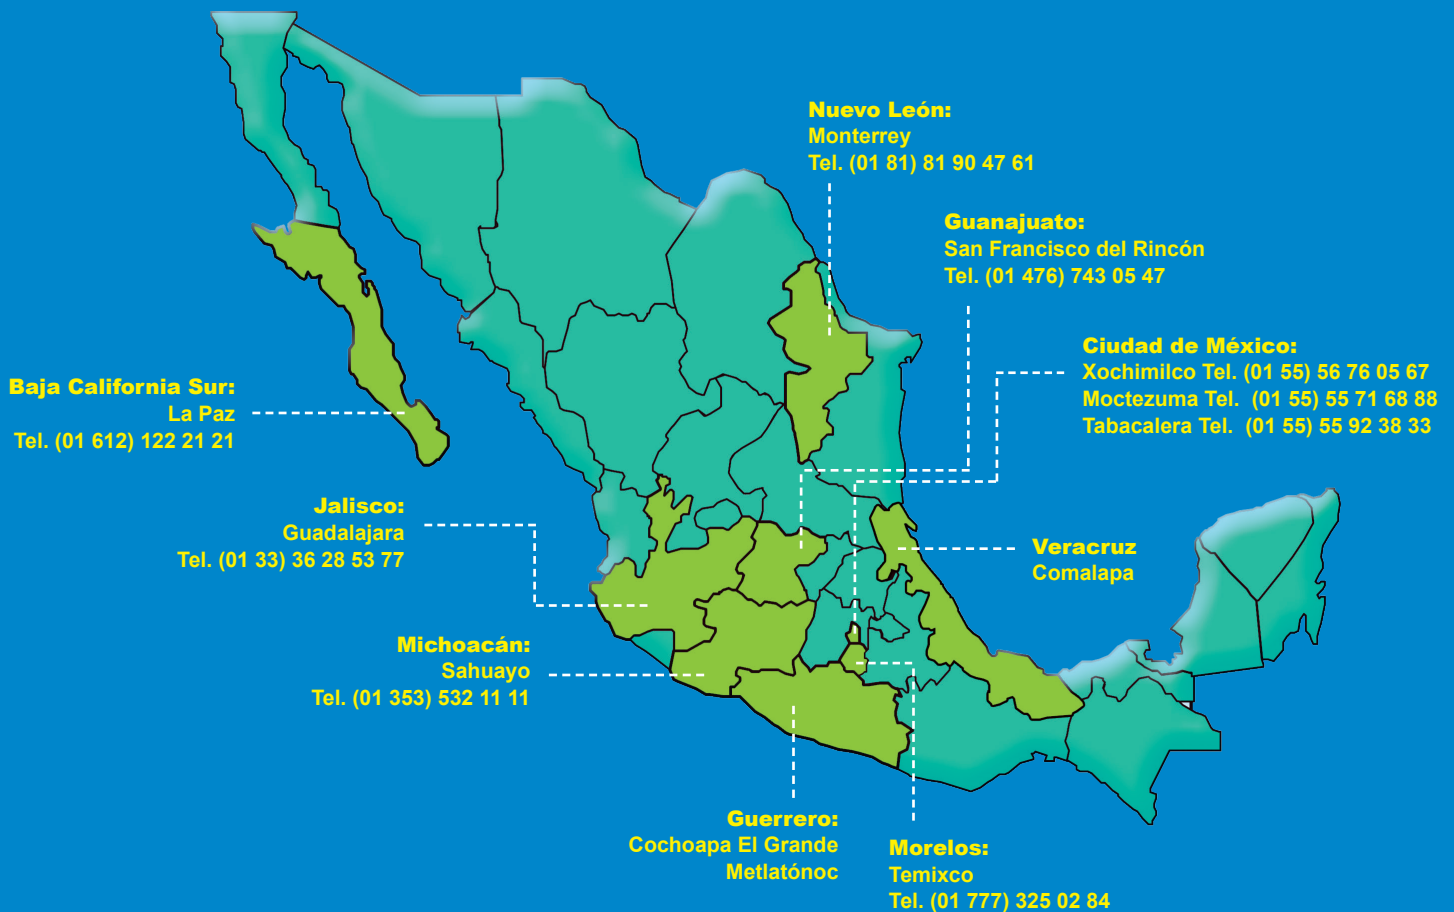 Nuevo León:
Monterrey
Tel. (01 81) 81 90 47 61
Guanajuato:
San Francisco del Rincón
Tel. (01 476) 743 05 47
Ciudad de México:
Xochimilco Tel. (01 55) 56 76 05 67
Moctezuma Tel. (01 55) 55 71 68 88
Tabacalera Tel. (01 55) 55 92 38 33
Baja California Sur:
La Paz
Tel. (01 612) 122 21 21
Jalisco:
Guadalajara
Tel. (01 33) 36 28 53 77
Veracruz
Comalapa
Michoacán:
Sahuayo
Tel. (01 353) 532 11 11
Guerrero:
Cochoapa El Grande
Metlatónoc
Morelos:
Temixco
Tel. (01 777) 325 02 84